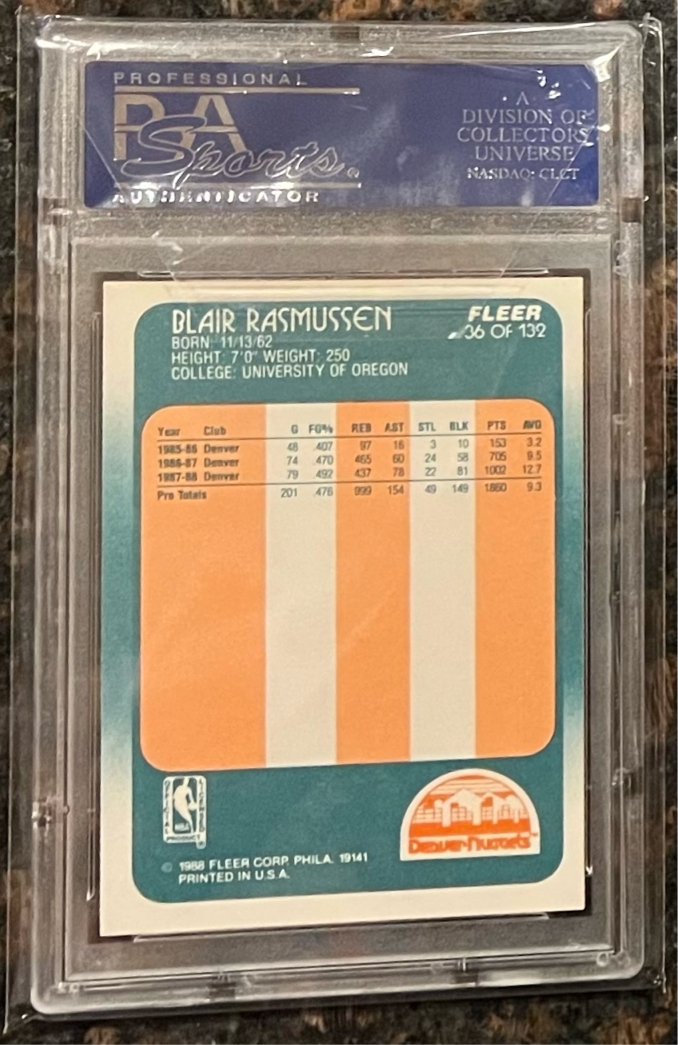 PROFESSIONAL
PSA
Sports®
AUTHENTICATOR
A
DIVISION OF
COLLECTORS
UNIVERSE
NASDAQ: CLCT
BLAIR RASMUSSEN
BORN: 11/13/62
HEIGHT: 7'0" WEIGHT: 250
COLLEGE: UNIVERSITY OF OREGON
FLEER
36 OF 132
Year Club G FG% REB AST STL BLK PTS AVG
1985-86 Denver 48 .407 97 16 3 10 153 3.2
1986-87 Denver 74 .470 465 60 24 58 705 9.5
1987-88 Denver 79 .492 437 78 22 81 1002 12.7
Pro Totals 201 .476 999 154 49 149 1860 9.3
NBA
PRODUCT
Denver Nuggets™
© 1988 FLEER CORP. PHILA. 19141
PRINTED IN U.S.A.